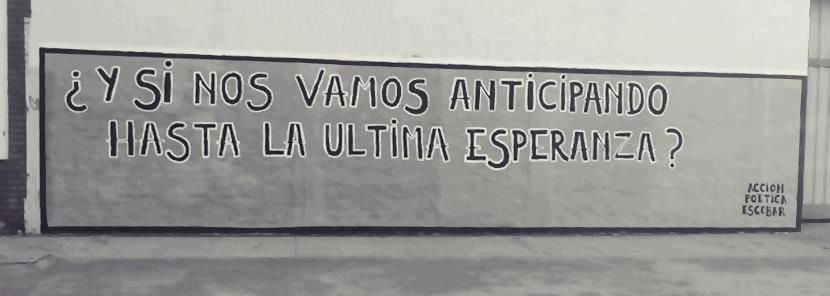 ¿Y Si NOS VAMOS ANTiCiPANDO
HASTA LA ULTiMA ESPERANZA?
ACCION
POETICA
ESCOBAR